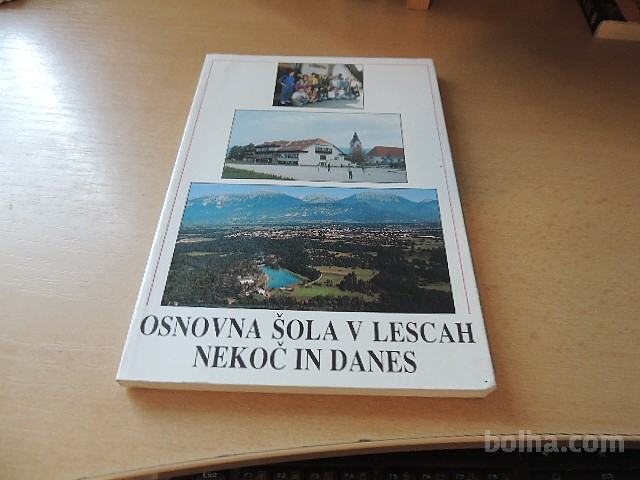 OSNOVNA ŠOLA V LESCAH
NEKOČ IN DANES
bolha.com